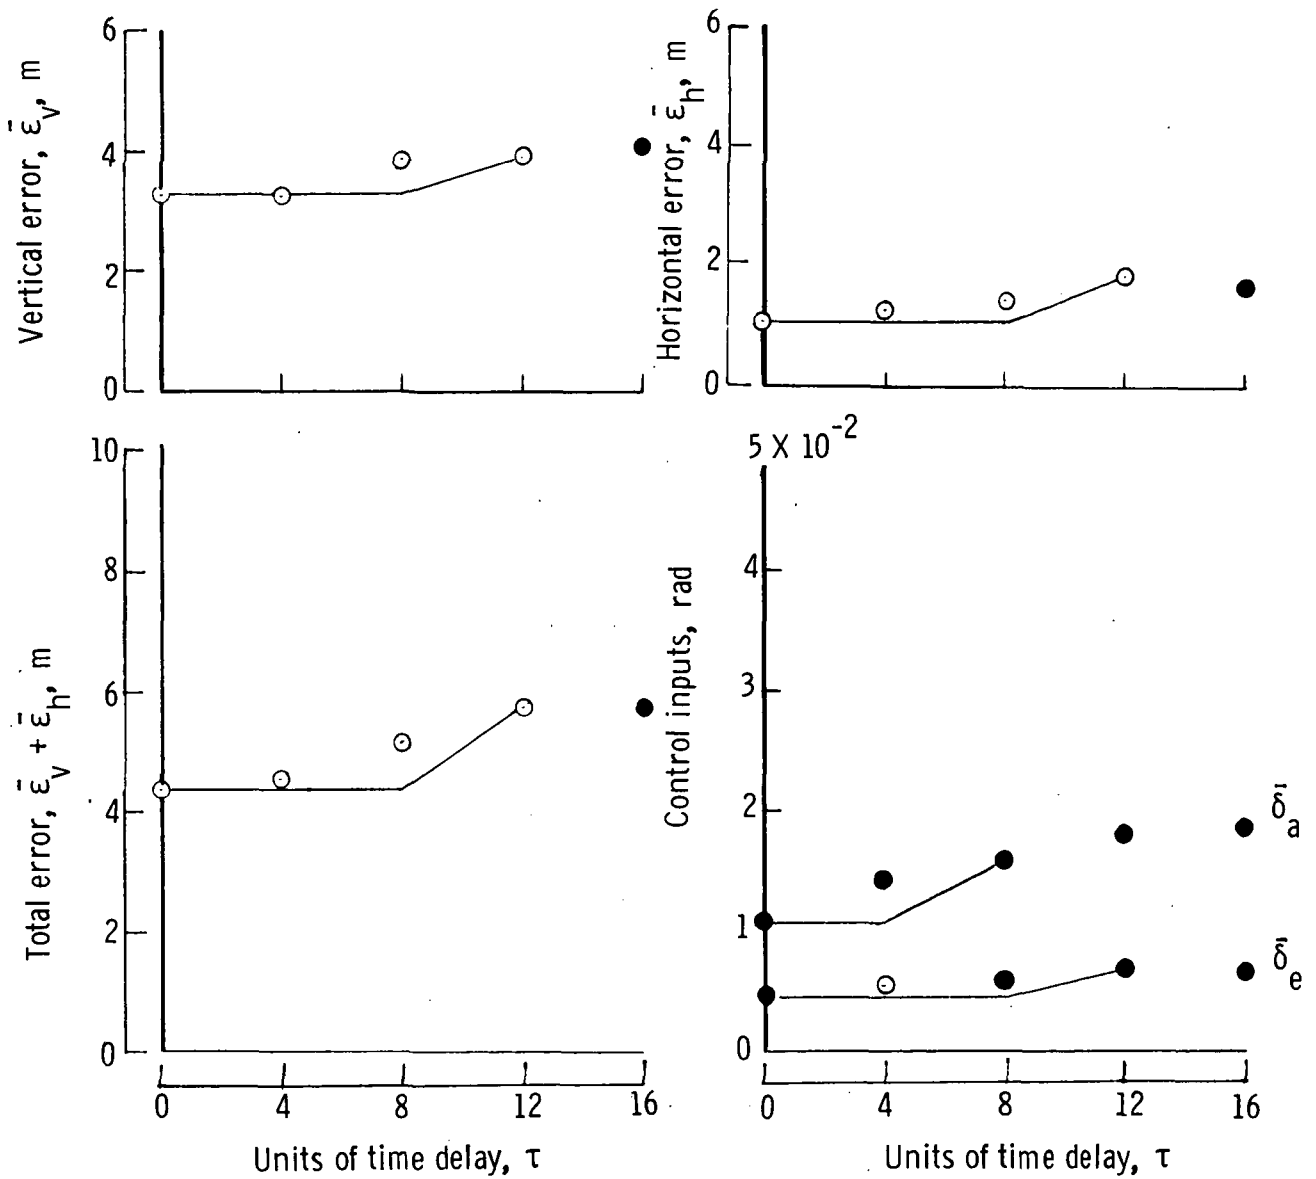 6
4
2
0
Vertical error, ε̄v, m
6
4
2
0
Horizontal error, ε̄h, m
10
8
6
4
2
0
Total error, ε̄v + ε̄h, m
0 4 8 12 16
Units of time delay, τ
5 X 10-2
4
3
2
1
0
Control inputs, rad
δ̄a
δ̄e
0 4 8 12 16
Units of time delay, τ